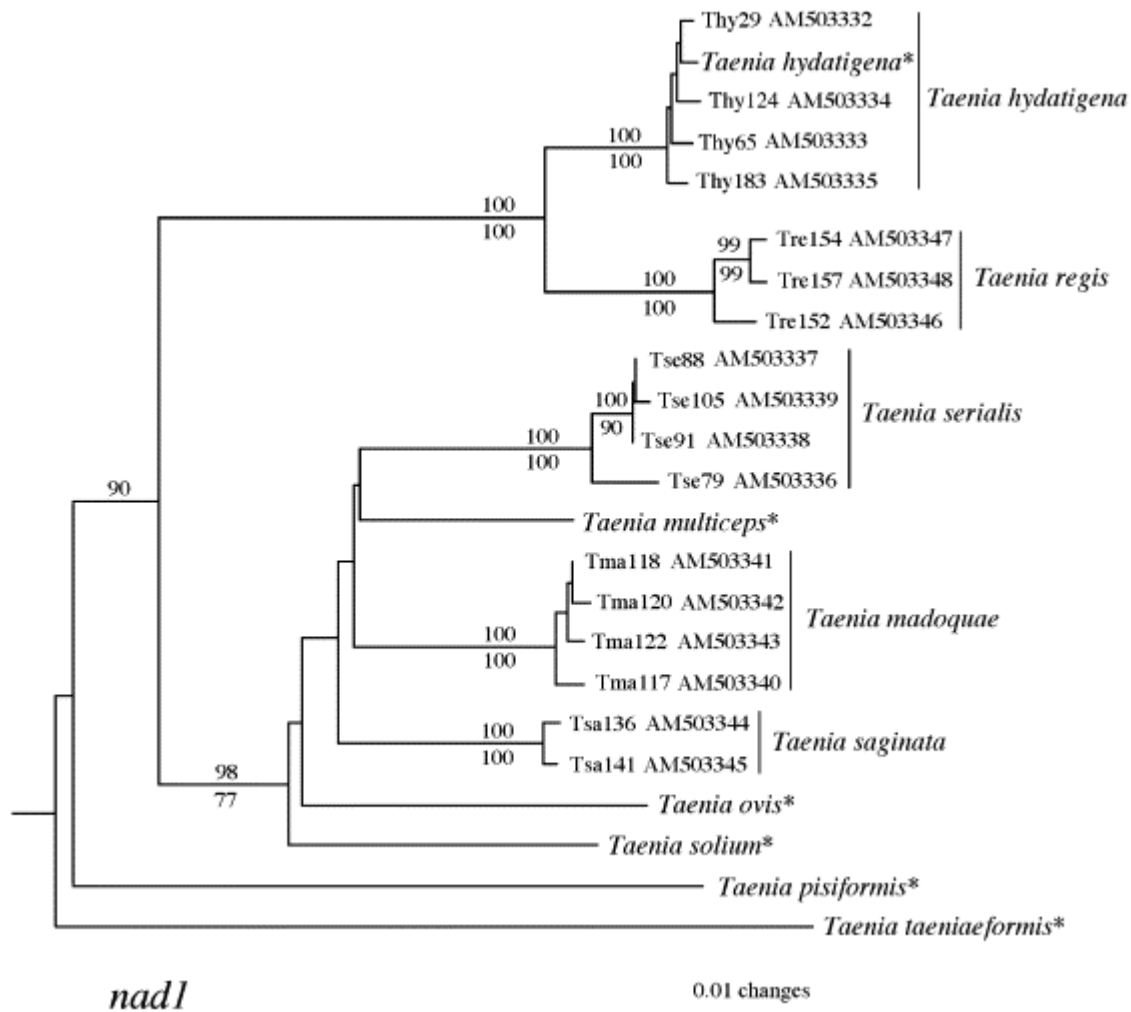 Thy29 AM503332
Taenia hydatigena*
Taenia hydatigena
Thy124 AM503334
100
Thy65 AM503333
100
Thy183 AM503335
100
100
99
Tre154 AM503347
99
Tre157 AM503348
Taenia regis
100
100
Tre152 AM503346
Tse88 AM503337
100
Tse105 AM503339
Taenia serialis
90
Tse91 AM503338
100
100
Tse79 AM503336
90
Taenia multiceps*
Tma118 AM503341
Tma120 AM503342
Taenia madoquae
100
Tma122 AM503343
100
Tma117 AM503340
100
Tsa136 AM503344
Taenia saginata
100
Tsa141 AM503345
98
77
Taenia ovis*
Taenia solium*
Taenia pisiformis*
Taenia taeniaeformis*
nad1
0.01 changes